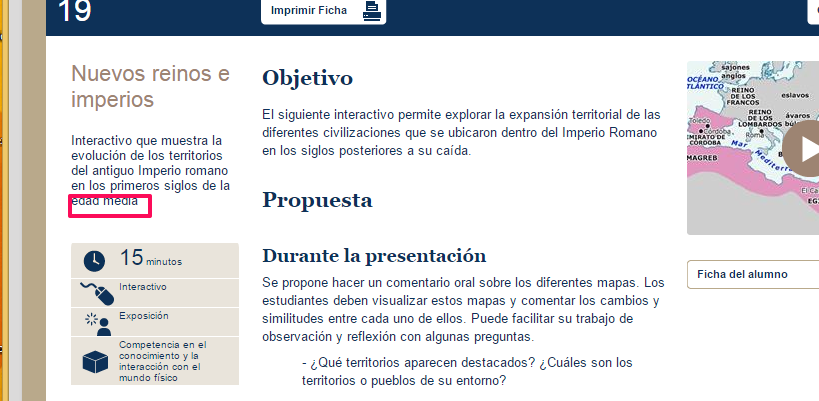 19
Imprimir Ficha
Nuevos reinos e
imperios
Interactivo que muestra la
evolución de los territorios
del antiguo Imperio romano
en los primeros siglos de la
edad media
15 minutos
Interactivo
Exposición
Competencia en el
conocimiento y la
interacción con el
mundo físico
Objetivo
El siguiente interactivo permite explorar la expansión territorial de las
diferentes civilizaciones que se ubicaron dentro del Imperio Romano
en los siglos posteriores a su caída.
Propuesta
Durante la presentación
Se propone hacer un comentario oral sobre los diferentes mapas. Los
estudiantes deben visualizar estos mapas y comentar los cambios y
similitudes entre cada uno de ellos. Puede facilitar su trabajo de
observación y reflexión con algunas preguntas.
- ¿Qué territorios aparecen destacados? ¿Cuáles son los
territorios o pueblos de su entorno?
sajones
anglos
OCÉANO
ATLÁNTICO
REINO
DE LOS
FRANCOS
eslavos
REINO
DE LOS
LOMBARDOS
ávaros
Toledo
Córdoba
Roma
EMIRATO DE
CÓRDOBA
Mar Mediterr
MAGREB
El Ca
EG
Ficha del alumno